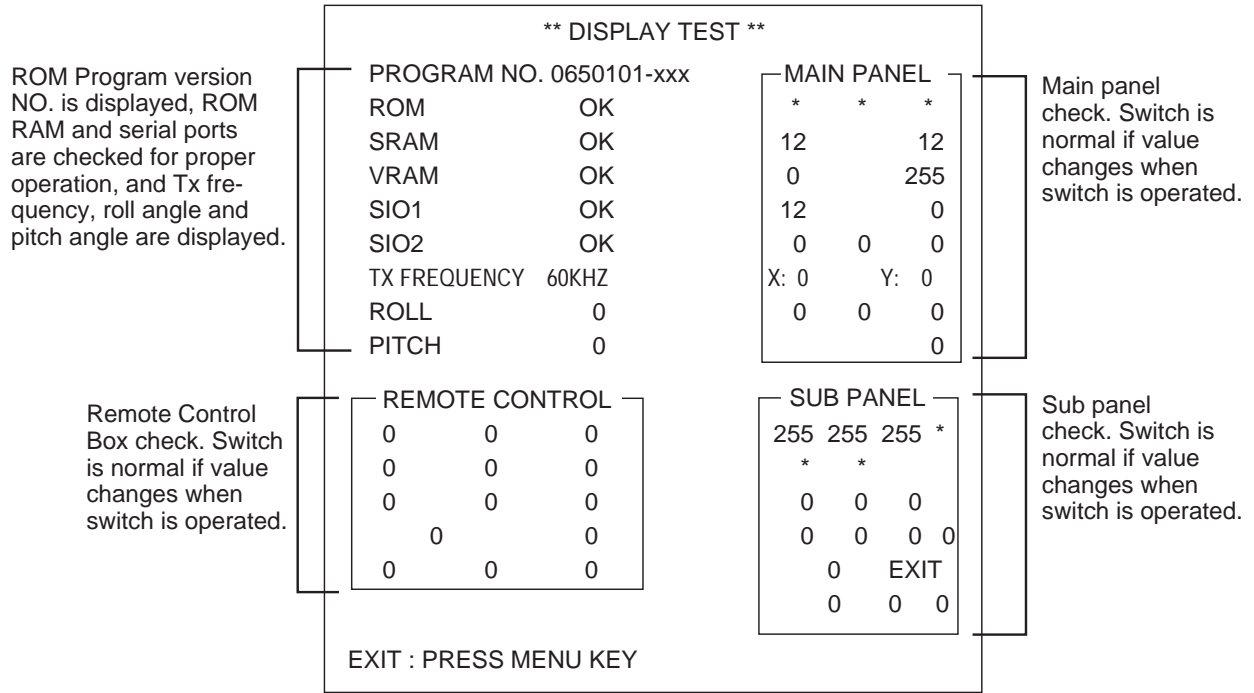 ** DISPLAY TEST **
ROM Program version
NO. is displayed, ROM
RAM and serial ports
are checked for proper
operation, and Tx fre-
quency, roll angle and
pitch angle are displayed.
PROGRAM NO. 0650101-xxx
ROM OK
SRAM OK
VRAM OK
SIO1 OK
SIO2 OK
TX FREQUENCY 60KHZ
ROLL 0
PITCH 0
MAIN PANEL
* * *
12 12
0 255
12 0
0 0 0
X: 0 Y: 0
0 0 0
0
Main panel
check. Switch is
normal if value
changes when
switch is operated.
Remote Control
Box check. Switch
is normal if value
changes when
switch is operated.
REMOTE CONTROL
0 0 0
0 0 0
0 0 0
0 0
0 0 0
SUB PANEL
255 255 255 *
* *
0 0 0
0 0 0 0
0 EXIT
0 0 0
Sub panel
check. Switch is
normal if value
changes when
switch is operated.
EXIT : PRESS MENU KEY